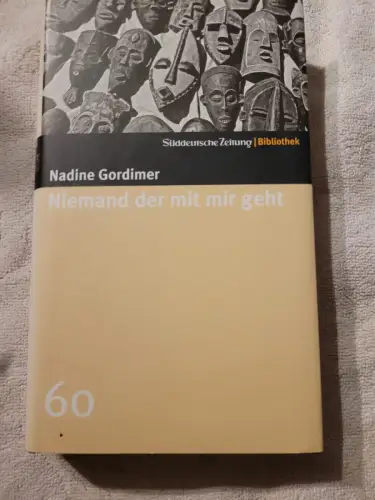 Süddeutsche Zeitung | Bibliothek
Nadine Gordimer
Niemand der mit mir geht
60